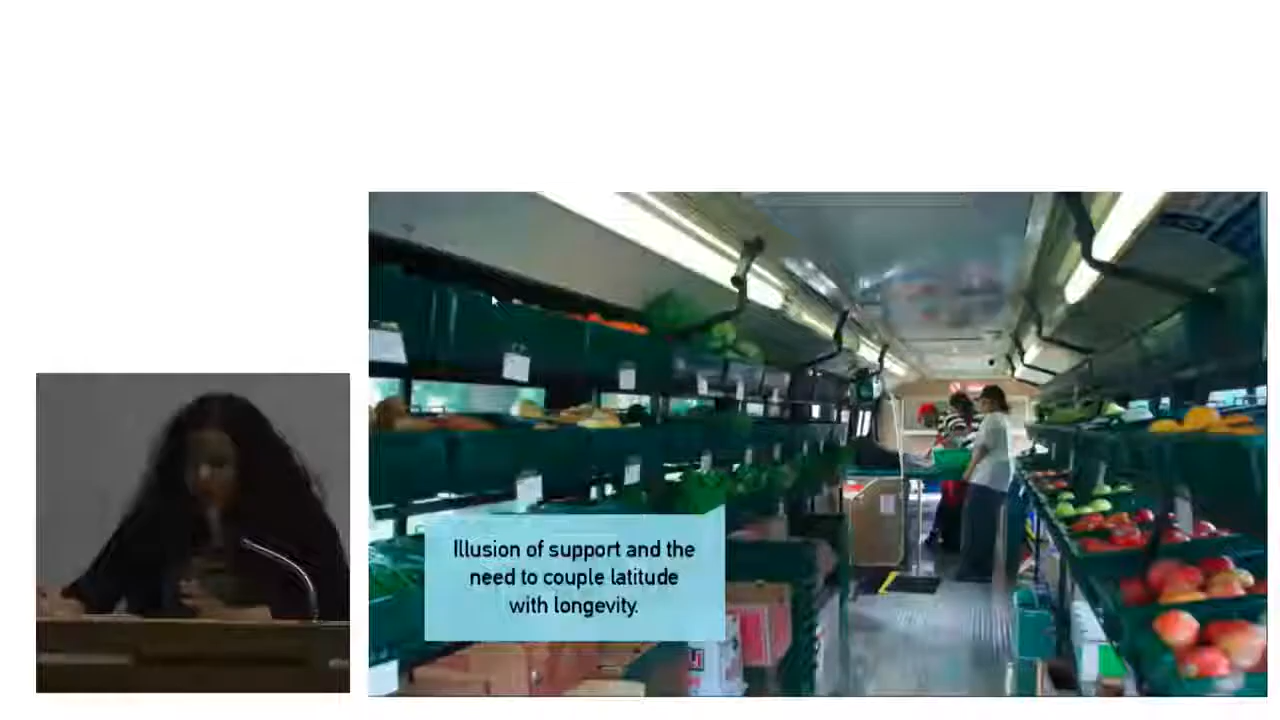 Illusion of support and the
need to couple latitude
with longevity.